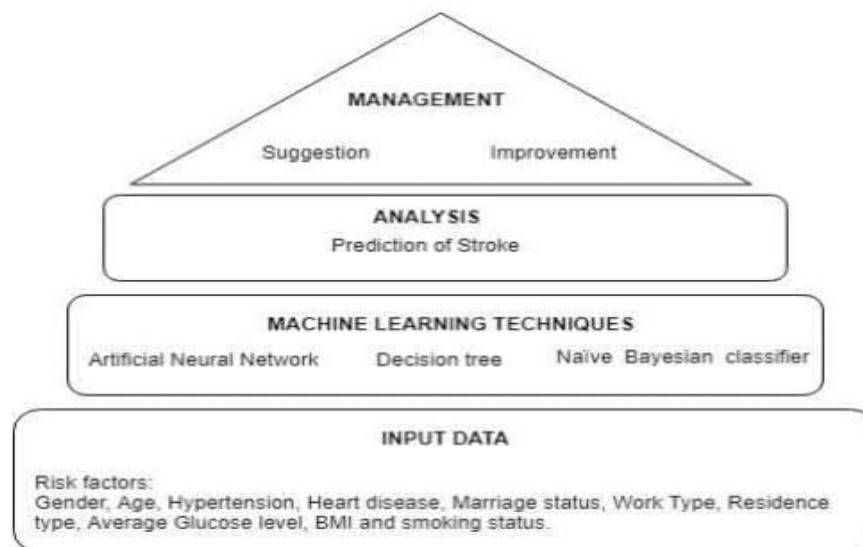 MANAGEMENT
Suggestion Improvement
ANALYSIS
Prediction of Stroke
MACHINE LEARNING TECHNIQUES
Artificial Neural Network Decision tree Naïve Bayesian classifier
INPUT DATA
Risk factors:
Gender, Age, Hypertension, Heart disease, Marriage status, Work Type, Residence
type, Average Glucose level, BMI and smoking status.